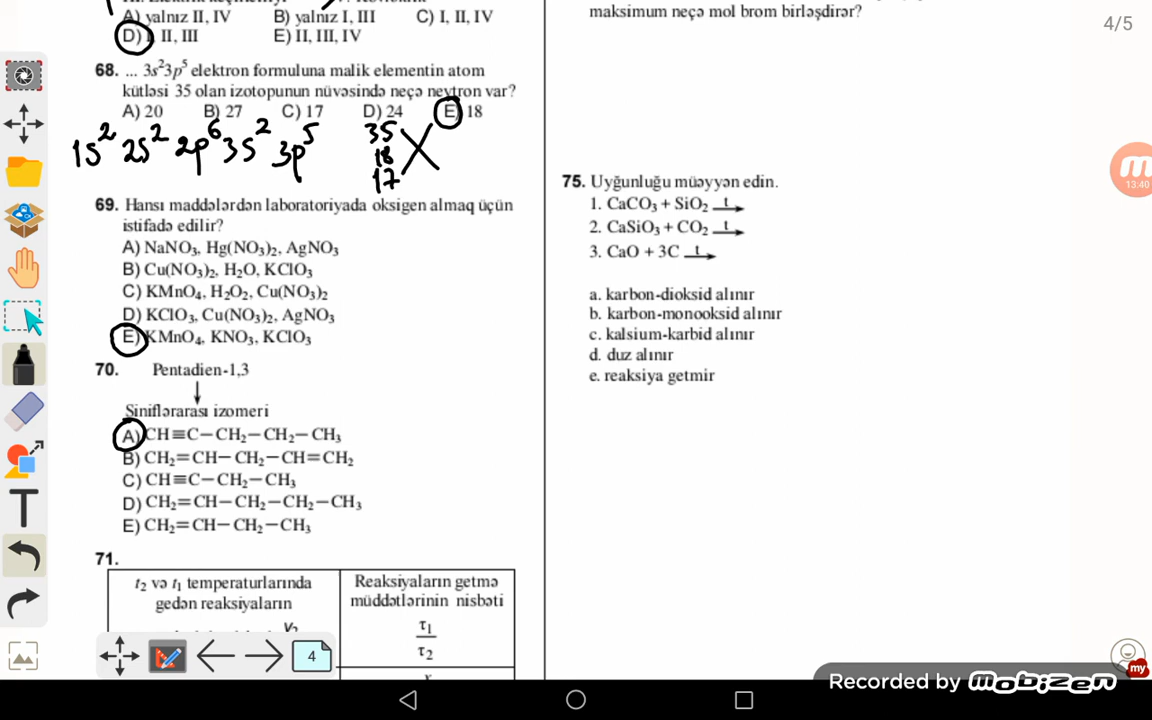 A) yalnız II, IV B) yalnız I, III C) I, II, IV
D) I, II, III E) II, III, IV
68. ... 3s²3p⁵ elektron formuluna malik elementin atom
kütləsi 35 olan izotopunun nüvəsində neçə neytron var?
A) 20 B) 27 C) 17 D) 24 E) 18
1s² 2s² 2p⁶ 3s² 3p⁵
35
18 X
17
69. Hansı maddələrdən laboratoriyada oksigen almaq üçün
istifadə edilir?
A) NaNO₃, Hg(NO₃)₂, AgNO₃
B) Cu(NO₃)₂, H₂O, KClO₃
C) KMnO₄, H₂O₂, Cu(NO₃)₂
D) KClO₃, Cu(NO₃)₂, AgNO₃
E) KMnO₄, KNO₃, KClO₃
70. Pentadien-1,3
↓
Siniflərarası izomeri
A) CH≡C−CH₂−CH₂−CH₃
B) CH₂=CH−CH₂−CH=CH₂
C) CH≡C−CH₂−CH₃
D) CH₂=CH−CH₂−CH₂−CH₃
E) CH₂=CH−CH₂−CH₃
71.
t₂ və t₁ temperaturlarında
gedən reaksiyaların
V₂
Reaksiyaların getmə
müddətlərinin nisbəti
τ₁
τ₂
x
maksimum neçə mol brom birləşdirər?
75. Uyğunluğu müəyyən edin.
1. CaCO₃ + SiO₂ —t→
2. CaSiO₃ + CO₂ —t→
3. CaO + 3C —t→
a. karbon-dioksid alınır
b. karbon-monooksid alınır
c. kalsium-karbid alınır
d. duz alınır
e. reaksiya getmir
4/5
13:40
T
4
my
Recorded by mobizen